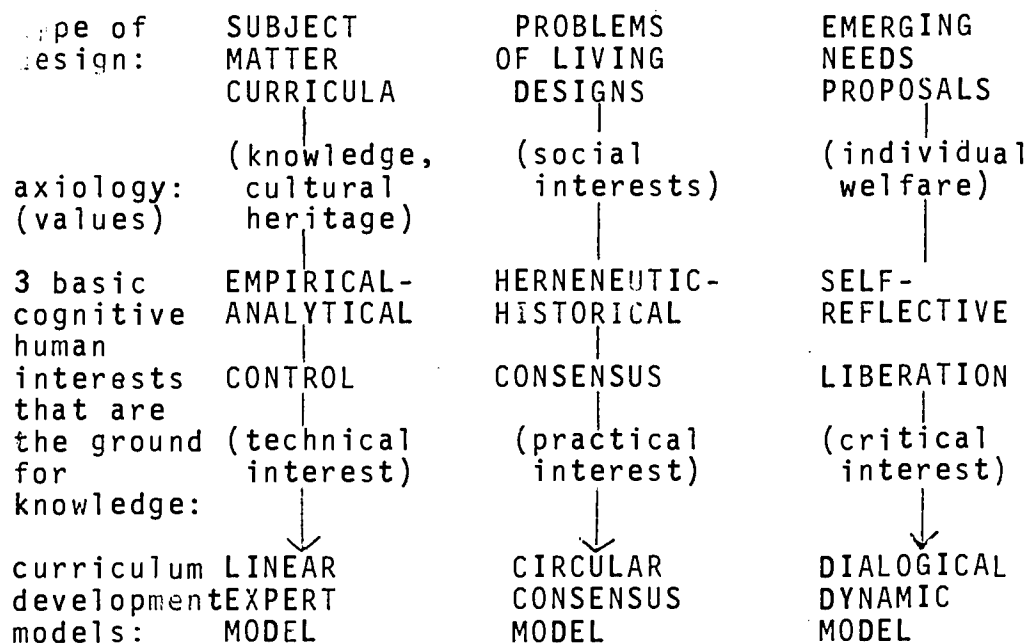 pe of SUBJECT PROBLEMS EMERGING
esign: MATTER OF LIVING NEEDS
CURRICULA DESIGNS PROPOSALS
(knowledge, (social (individual
axiology: cultural interests) welfare)
(values) heritage)
3 basic EMPIRICAL- HERNENEUTIC- SELF-
cognitive ANALYTICAL HISTORICAL REFLECTIVE
human
interests CONTROL CONSENSUS LIBERATION
that are
the ground (technical (practical (critical
for interest) interest) interest)
knowledge:
curriculum LINEAR CIRCULAR DIALOGICAL
development EXPERT CONSENSUS DYNAMIC
models: MODEL MODEL MODEL